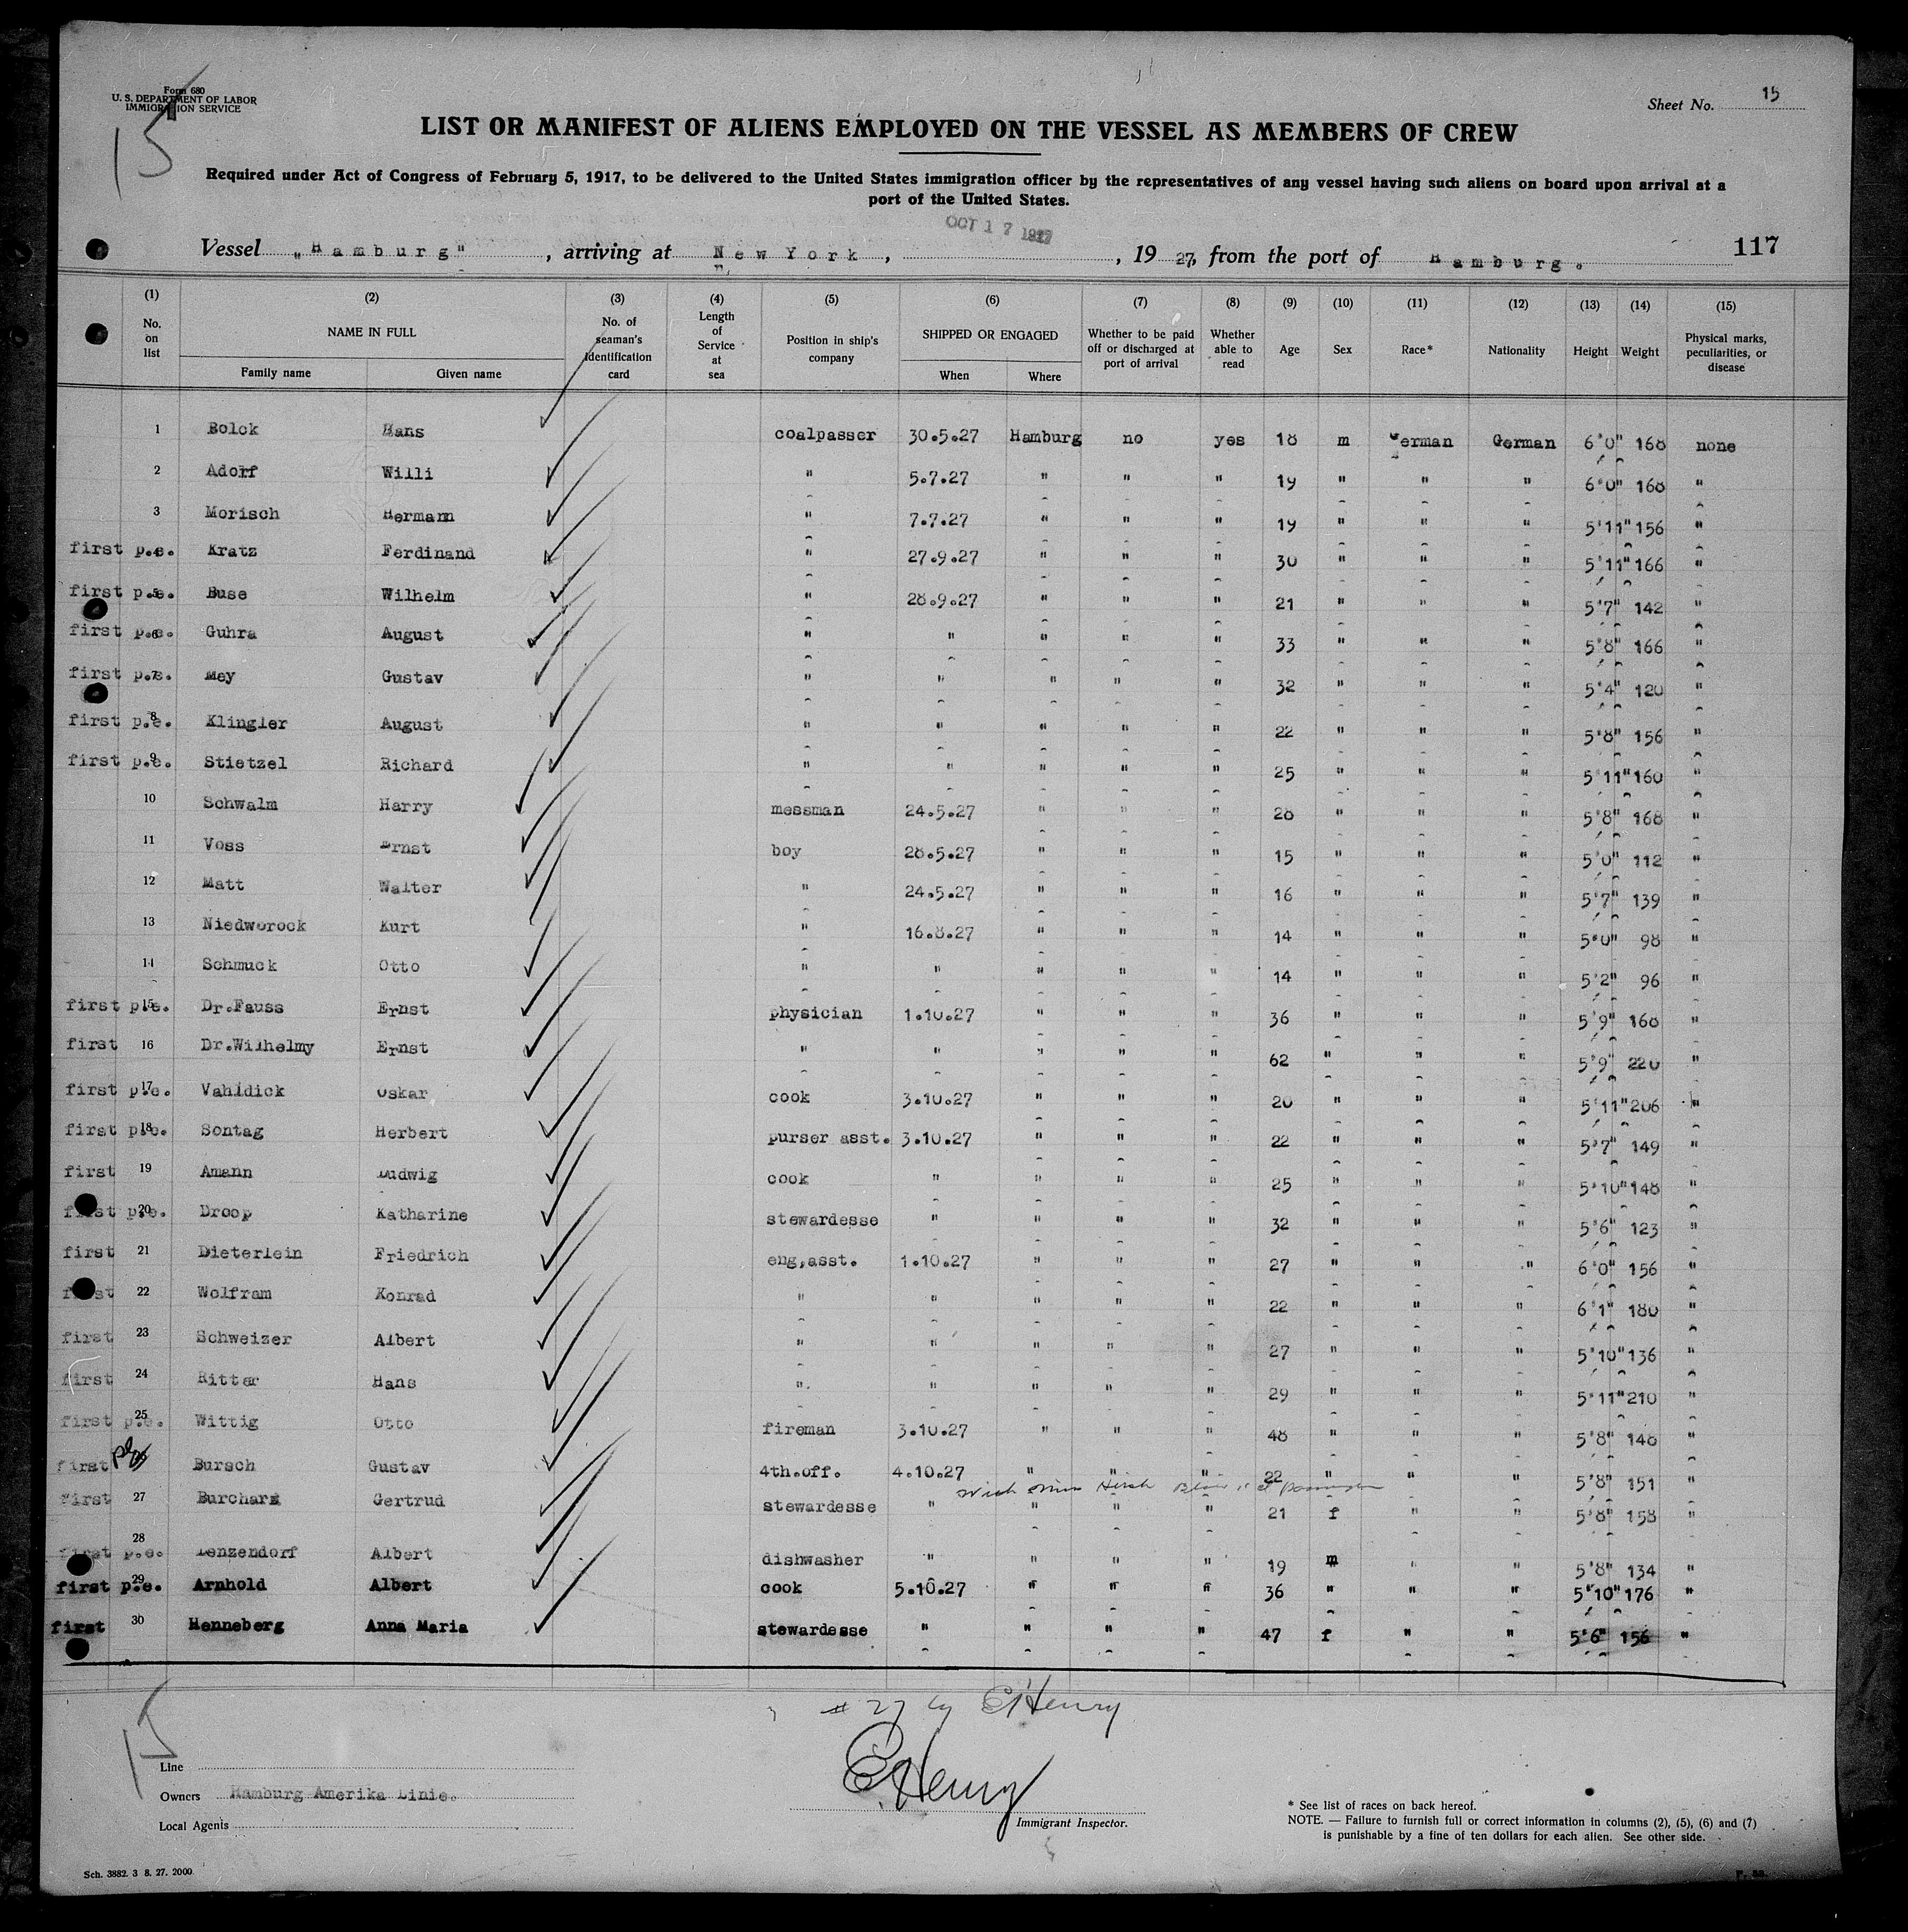 Form 680
U. S. DEPARTMENT OF LABOR
IMMIGRATION SERVICE
15
Sheet No. 15
LIST OR MANIFEST OF ALIENS EMPLOYED ON THE VESSEL AS MEMBERS OF CREW
Required under Act of Congress of February 5, 1917, to be delivered to the United States immigration officer by the representatives of any vessel having such aliens on board upon arrival at a
port of the United States.
OCT 17 1927
Vessel „Hamburg", arriving at New York, , 1927, from the port of Hamburg. 117
(1) (2) (3) (4) (5) (6) (7) (8) (9) (10) (11) (12) (13) (14) (15)
No. on list NAME IN FULL Family name Given name No. of seaman's identification card Length of Service at sea Position in ship's company SHIPPED OR ENGAGED When Where Whether to be paid off or discharged at port of arrival Whether able to read Age Sex Race* Nationality Height Weight Physical marks, peculiarities, or disease
1 Bolck Hans coalpasser 30.5.27 Hamburg no yes 18 m German German 6'0" 168 none
2 Adorf Willi " 5.7.27 " " " 19 " " " 6'0" 168 "
3 Morisch Hermann " 7.7.27 " " " 19 " " " 5'11" 156 "
first p.e. Kratz Ferdinand " 27.9.27 " " " 30 " " " 5'11" 166 "
first p.e. 5 Buse Wilhelm " 28.9.27 " " " 21 " " " 5'7" 142 "
first p.e. 6 Guhra August " " " " " 33 " " " 5'8" 166 "
first p.e. 7 Mey Gustav " " " " " 32 " " " 5'4" 120 "
first p.e. 8 Klingler August " " " " " 22 " " " 5'8" 156 "
first p.e. 9 Stietzel Richard " " " " " 25 " " " 5'11" 160 "
10 Schwalm Harry messman 24.5.27 " " " 28 " " " 5'8" 168 "
11 Voss Ernst boy 28.5.27 " " " 15 " " " 5'0" 112 "
12 Matt Walter " 24.5.27 " " " 16 " " " 5'7" 139 "
13 Niedworock Kurt " 16.8.27 " " " 14 " " " 5'0" 98 "
14 Schmuck Otto " " " " " 14 " " " 5'2" 96 "
first p.e. 15 Dr.Fauss Ernst physician 1.10.27 " " " 36 " " " 5'9" 168 "
first 16 Dr.Wilhelmy Ernst " " " " " 62 " " " 5'9" 220 "
first p.e. 17 Vahldick Oskar cook 3.10.27 " " " 20 " " " 5'11" 206 "
first p.e. 18 Sontag Herbert purser asst. 3.10.27 " " " 22 " " " 5'7" 149 "
first 19 Amann Ludwig cook " " " " 25 " " " 5'10" 148 "
first p.e. 20 Droop Katharine stewardesse " " " " 32 " " " 5'6" 123 "
first 21 Dieterlein Friedrich eng,asst. 1.10.27 " " " 27 " " " 6'0" 156 "
first 22 Wolfram Konrad " " " " " 22 " " " 6'1" 180 "
first 23 Schweizer Albert " " " " " 27 " " " 5'10" 136 "
first 24 Ritter Hans " " " " " 29 " " " 5'11" 210 "
first p.e. 25 Wittig Otto fireman 3.10.27 " " " 48 " " " 5'8" 148 "
first pe 26 Bursch Gustav 4th.off. 4.10.27 " " " 22 " " " 5'8" 151 "
first 27 Burchard Gertrud stewardesse " " " " 21 f " " 5'8" 158 "
28 first p.e. Lenzendorf Albert dishwasher " " " " 19 m " " 5'8" 134 "
first p.e. 29 Arnhold Albert cook 5.10.27 " " " 36 " " " 5'10" 176 "
first 30 Henneberg Anna Maria stewardesse " " " " 47 f " " 5'6" 156 "
# 27 by E Henry
15
E Henry
Line
Owners Hamburg Amerika Linie.
Local Agents
Immigrant Inspector.
* See list of races on back hereof.
NOTE. — Failure to furnish full or correct information in columns (2), (5), (6) and (7)
is punishable by a fine of ten dollars for each alien. See other side.
Sch. 3882. 3 8. 27. 2000